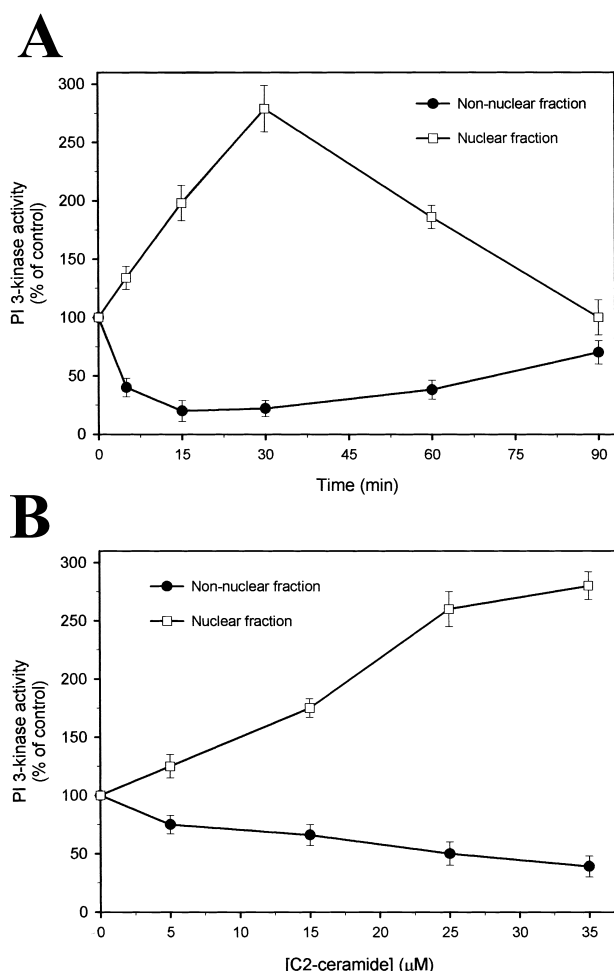 A
PI 3-kinase activity
(% of control)
300
250
200
150
100
50
0
Non-nuclear fraction
Nuclear fraction
0 15 30 45 60 75 90
Time (min)
B
PI 3-kinase activity
(% of control)
300
250
200
150
100
50
0
Non-nuclear fraction
Nuclear fraction
0 5 10 15 20 25 30 35
[C2-ceramide] (μM)